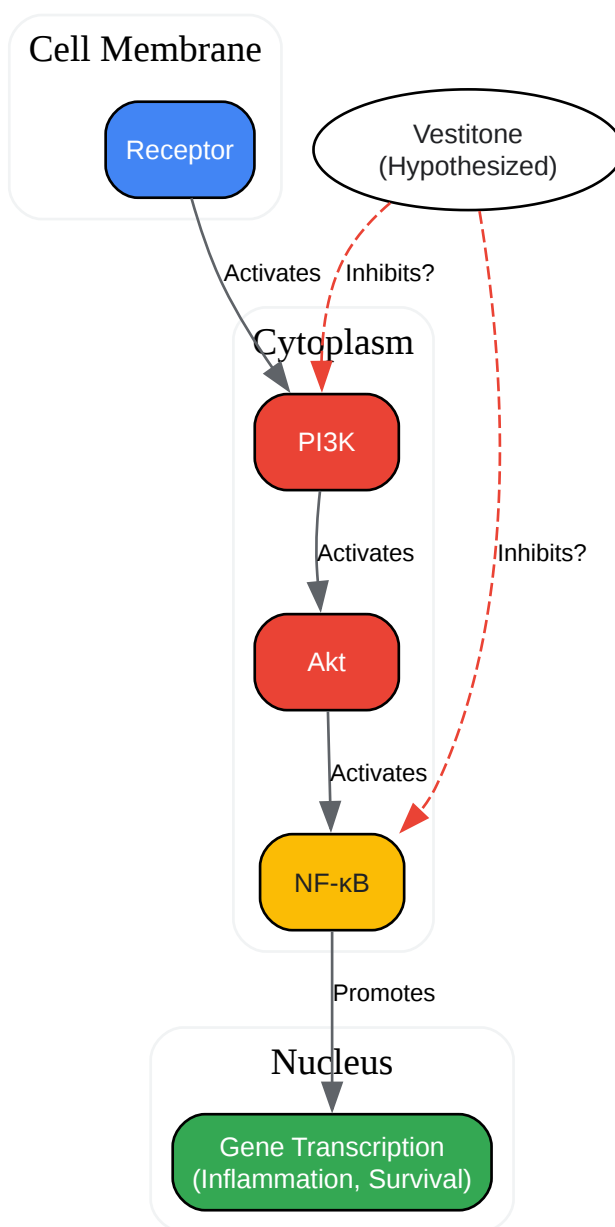 Cell Membrane
Receptor
Vestitone
(Hypothesized)
Activates
Inhibits?
Cytoplasm
PI3K
Activates
Inhibits?
Akt
Activates
NF-κB
Promotes
Nucleus
Gene Transcription
(Inflammation, Survival)